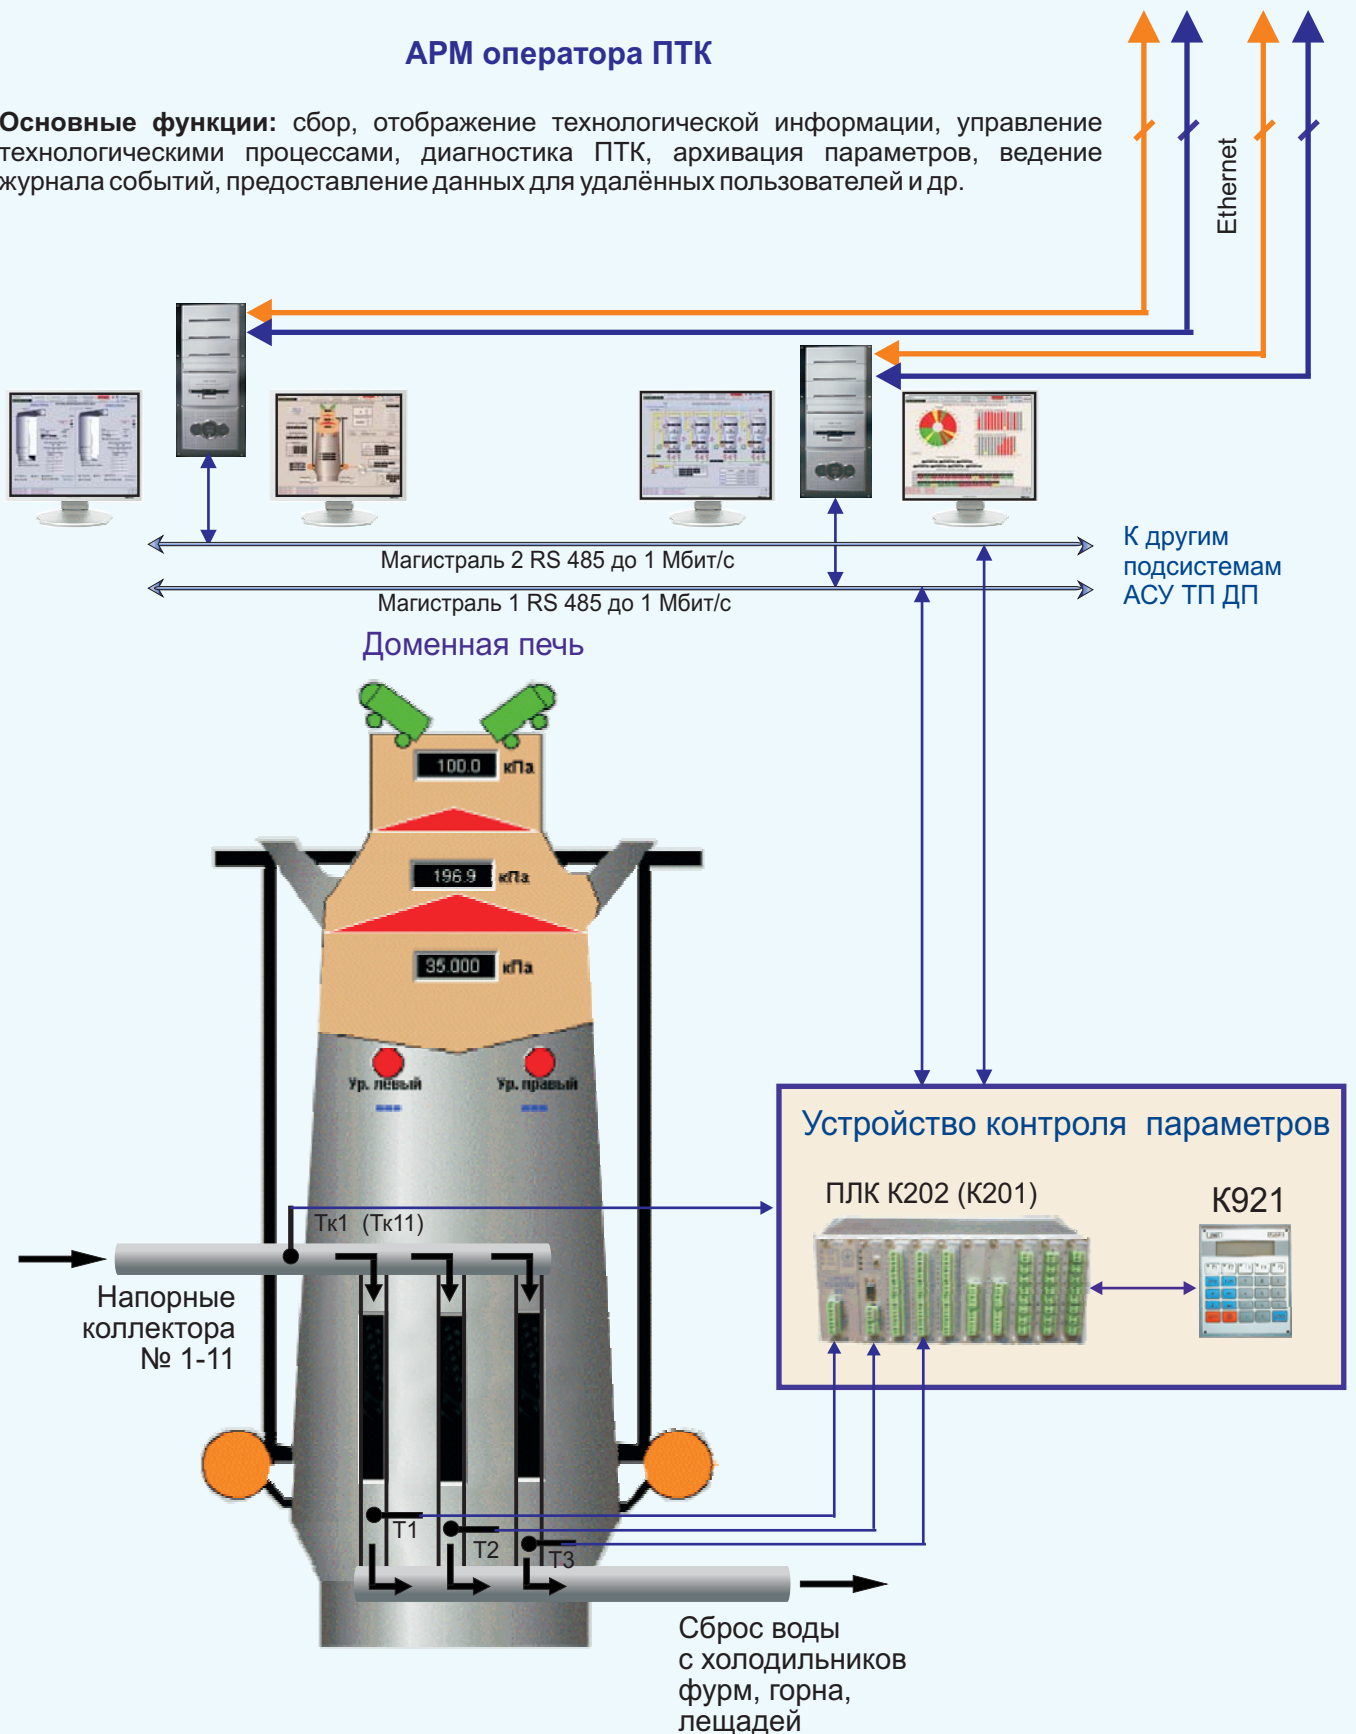 АРМ оператора ПТК
Основные функции: сбор, отображение технологической информации, управление
технологическими процессами, диагностика ПТК, архивация параметров, ведение
журнала событий, предоставление данных для удалённых пользователей и др.
Ethernet
Магистраль 2 RS 485 до 1 Мбит/с
Магистраль 1 RS 485 до 1 Мбит/с
К другим
подсистемам
АСУ ТП ДП
Доменная печь
100.0 кПа
196.9 кПа
35.000 кПа
Ур. левый Ур. правый
Устройство контроля параметров
ПЛК К202 (К201)
К921
Тк1 (Тк11)
Напорные
коллектора
№ 1-11
Т1
Т2
Т3
Сброс воды
с холодильников
фурм, горна,
лещадей